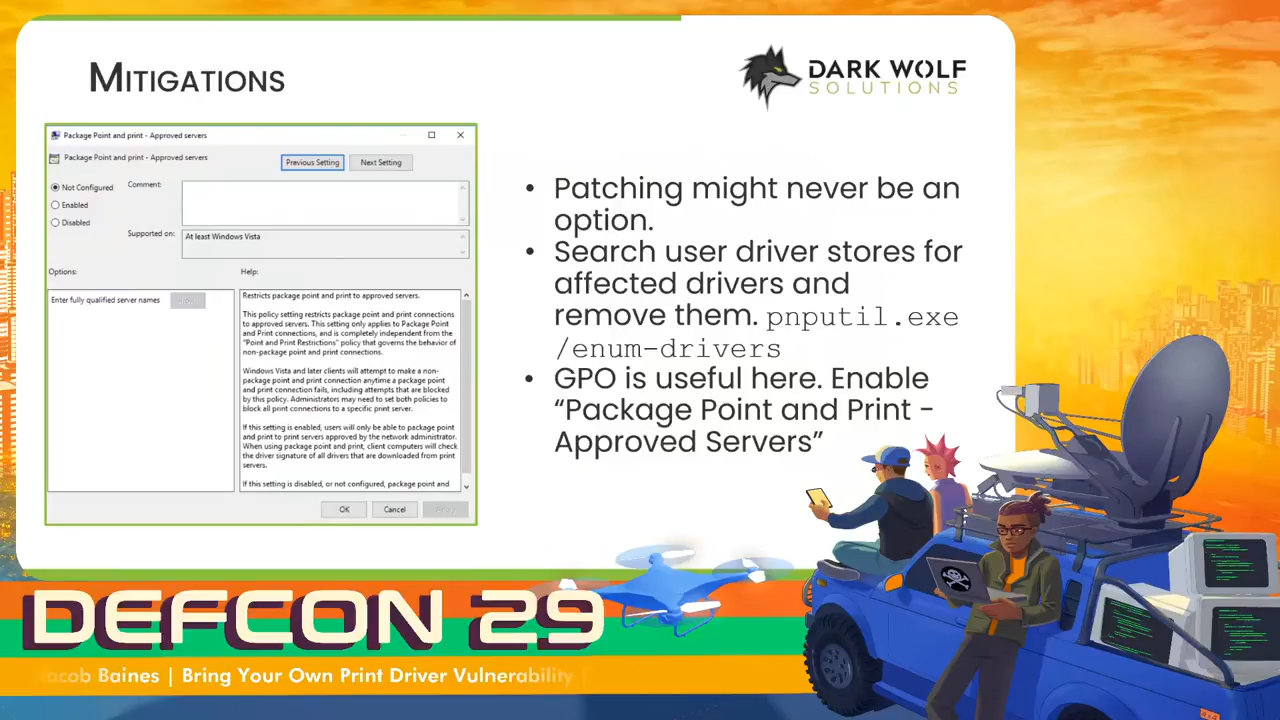 Mitigations
DARK WOLF
SOLUTIONS
Package Point and print - Approved servers
Package Point and print - Approved servers
Previous Setting
Next Setting
Not Configured
Enabled
Disabled
Comment:
Supported on:
At least Windows Vista
Options:
Help:
Enter fully qualified server names
Restricts package point and print to approved servers.
This policy setting restricts package point and print connections
to approved servers. This setting only applies to Package Point
and Print connections, and is completely independent from the
"Point and Print Restrictions" policy that governs the behavior of
non-package point and print connections.
Windows Vista and later clients will attempt to make a non-
package point and print connection anytime a package point
and print connection fails, including attempts that are blocked
by this policy. Administrators may need to set both policies to
block all print connections to a specific print server.
If this setting is enabled, users will only be able to package point
and print to print servers approved by the network administrator.
When using package point and print, client computers will check
the driver signature of all drivers that are downloaded from print
servers.
If this setting is disabled, or not configured, package point and
OK
Cancel
• Patching might never be an
option.
• Search user driver stores for
affected drivers and
remove them. pnputil.exe
/enum-drivers
• GPO is useful here. Enable
“Package Point and Print -
Approved Servers”
DEFCON 29
acob Baines | Bring Your Own Print Driver Vulnerability |